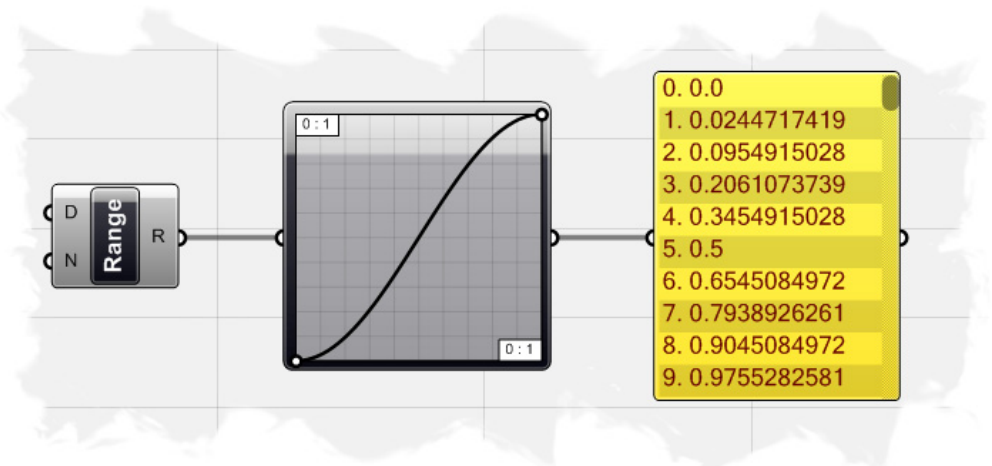 D
N
Range
R
0 : 1
0 : 1
0. 0.0
1. 0.0244717419
2. 0.0954915028
3. 0.2061073739
4. 0.3454915028
5. 0.5
6. 0.6545084972
7. 0.7938926261
8. 0.9045084972
9. 0.9755282581